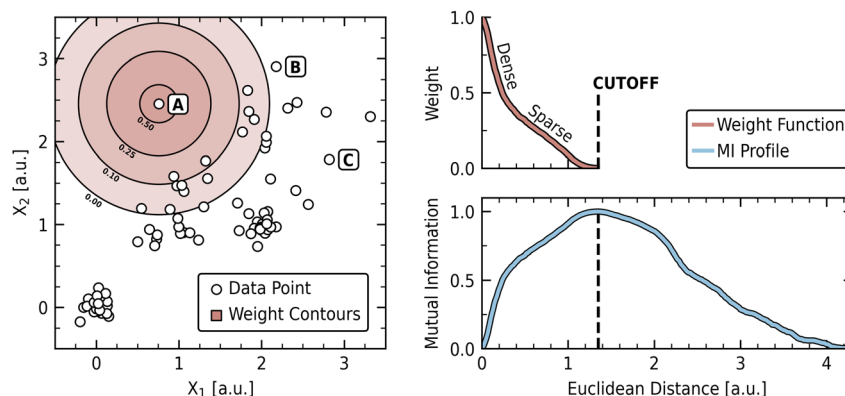 3
2
1
0
X2 [a.u.]
0
1
2
3
X1 [a.u.]
A
B
C
0.50
0.25
0.10
0.00
Data Point
Weight Contours
1.0
0.5
0.0
Weight
Dense
Sparse
CUTOFF
Weight Function
MI Profile
1.0
0.5
0.0
Mutual Information
0
1
2
3
4
Euclidean Distance [a.u.]